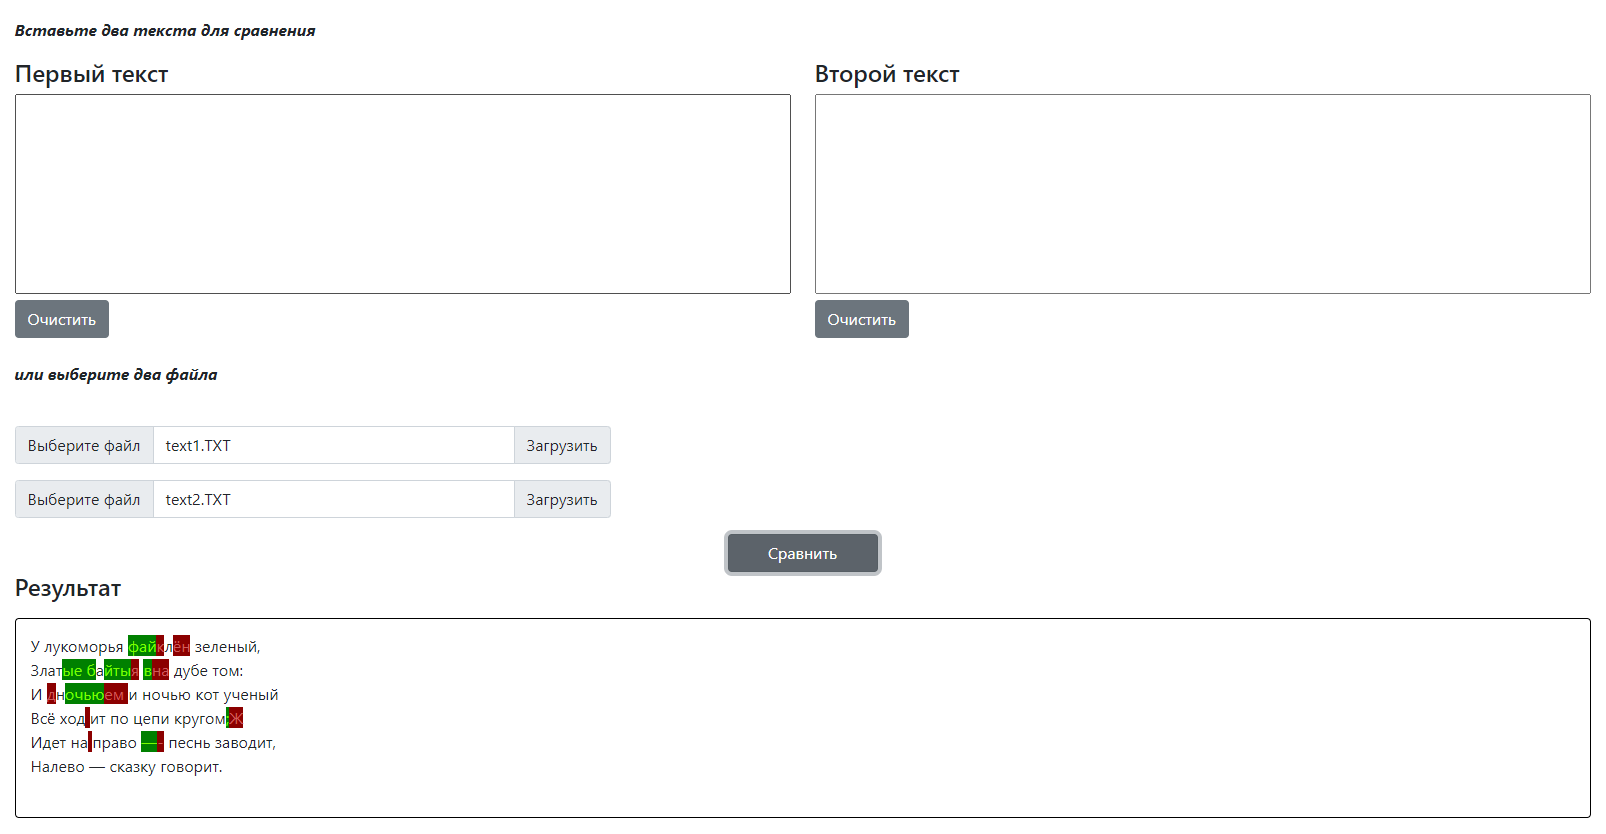 Вставьте два текста для сравнения
Первый текст
Второй текст
Очистить
Очистить
или выберите два файла
Выберите файл text1.TXT Загрузить
Выберите файл text2.TXT Загрузить
Сравнить
Результат
У лукоморья файклён зеленый,
Златые байтыя вна дубе том:
И дночьюем и ночью кот ученый
Всё ходит по цепи кругом;Ж
Идет направо —- песнь заводит,
Налево — сказку говорит.